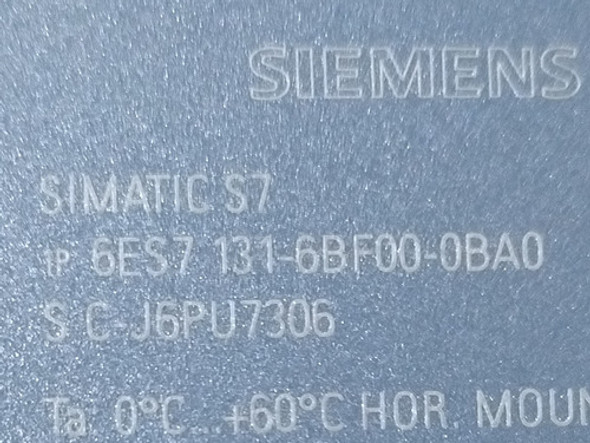 SIEMENS
SIMATIC S7
1P 6ES7 131-6BF00-0BA0
S C-J6PU7306
Ta 0°C...+60°C HOR. MOUN